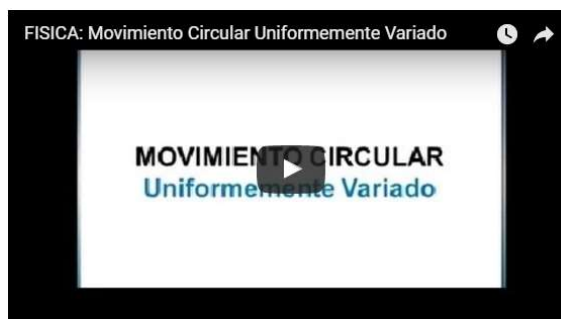 FISICA: Movimiento Circular Uniformemente Variado
MOVIMIENTO CIRCULAR
Uniformemente Variado